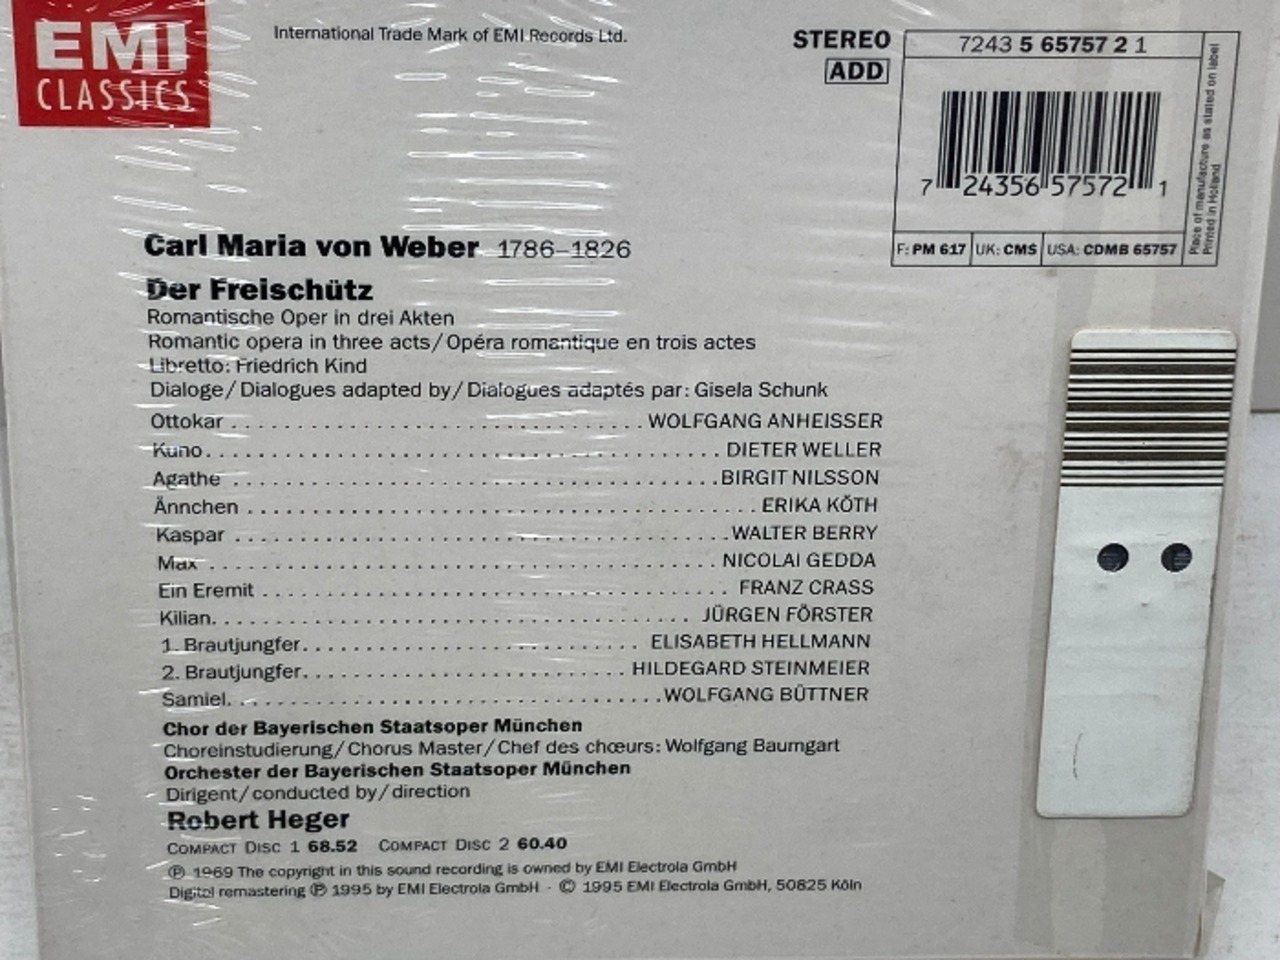 EMI
CLASSICS
International Trade Mark of EMI Records Ltd.
STEREO
ADD
7243 5 65757 2 1
7 24356 57572 1
Place of manufacture as stated on label
Printed in Holland
F: PM 617 UK: CMS USA: CDMB 65757
Carl Maria von Weber 1786–1826
Der Freischütz
Romantische Oper in drei Akten
Romantic opera in three acts/Opéra romantique en trois actes
Libretto: Friedrich Kind
Dialoge/Dialogues adapted by/Dialogues adaptés par: Gisela Schunk
Ottokar . . . . . . . . . . . . . . . . . . . . WOLFGANG ANHEISSER
Kuno . . . . . . . . . . . . . . . . . . . . DIETER WELLER
Agathe . . . . . . . . . . . . . . . . . . . . BIRGIT NILSSON
Ännchen . . . . . . . . . . . . . . . . . . . . ERIKA KÖTH
Kaspar . . . . . . . . . . . . . . . . . . . . WALTER BERRY
Max . . . . . . . . . . . . . . . . . . . . NICOLAI GEDDA
Ein Eremit . . . . . . . . . . . . . . . . . . . . FRANZ CRASS
Kilian. . . . . . . . . . . . . . . . . . . . JÜRGEN FÖRSTER
1. Brautjungfer. . . . . . . . . . . . . . . . . . . . ELISABETH HELLMANN
2. Brautjungfer. . . . . . . . . . . . . . . . . . . . HILDEGARD STEINMEIER
Samiel. . . . . . . . . . . . . . . . . . . . WOLFGANG BÜTTNER
Chor der Bayerischen Staatsoper München
Choreinstudierung/Chorus Master/Chef des chœurs: Wolfgang Baumgart
Orchester der Bayerischen Staatsoper München
Dirigent/conducted by/direction
Robert Heger
COMPACT DISC 1 68.52 COMPACT DISC 2 60.40
℗ 1969 The copyright in this sound recording is owned by EMI Electrola GmbH
Digital remastering ℗ 1995 by EMI Electrola GmbH · © 1995 EMI Electrola GmbH, 50825 Köln